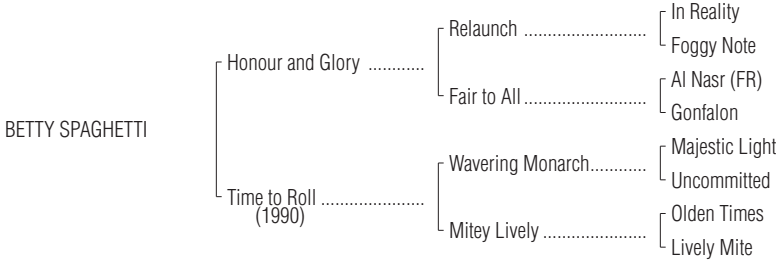 In Reality
Relaunch ..........................
Foggy Note
Honour and Glory ............
Al Nasr (FR)
Fair to All ..........................
Gonfalon
BETTY SPAGHETTI
Majestic Light
Wavering Monarch............
Uncommitted
Time to Roll ......................
(1990)
Olden Times
Mitey Lively ......................
Lively Mite